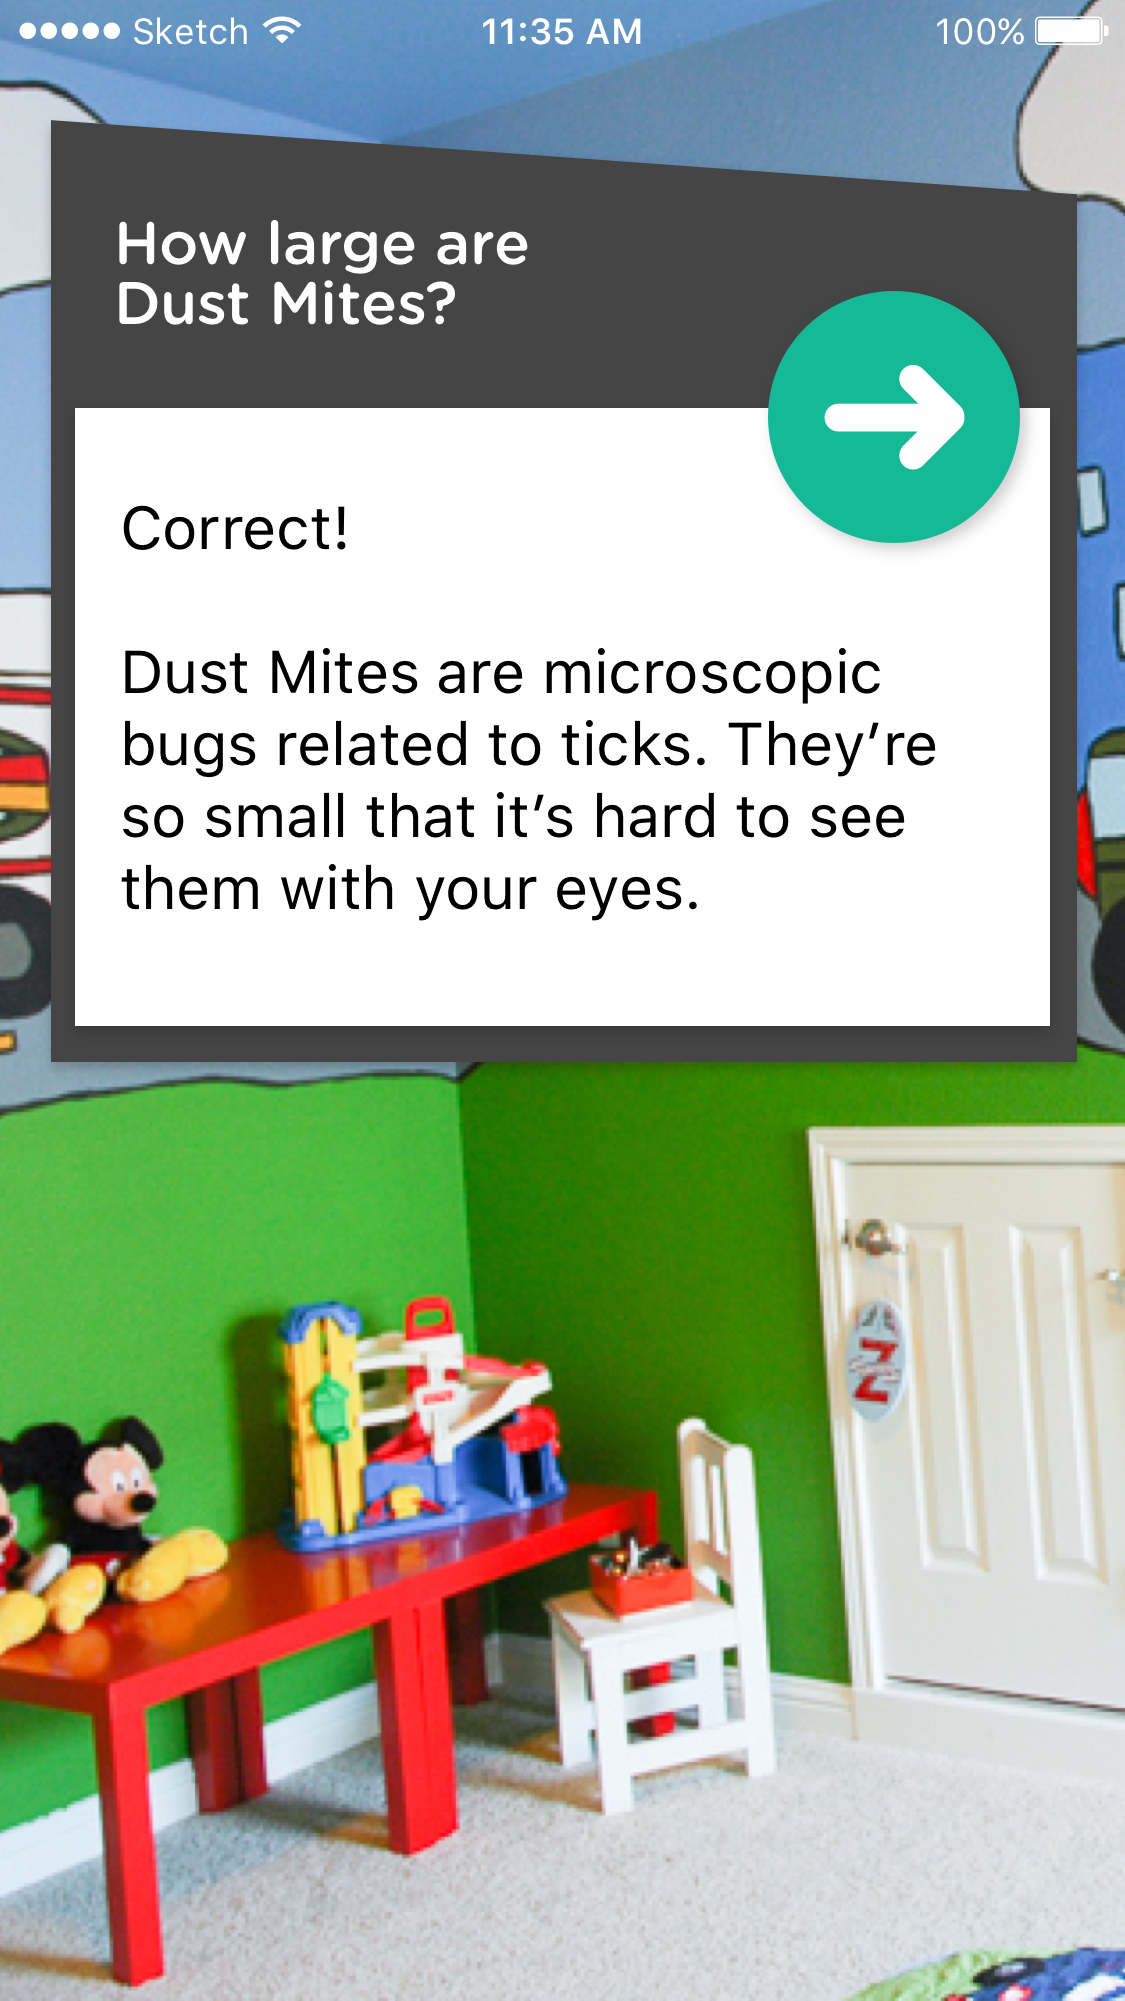 Sketch 11:35 AM 100%
How large are
Dust Mites?
Correct!
Dust Mites are microscopic
bugs related to ticks. They’re
so small that it’s hard to see
them with your eyes.